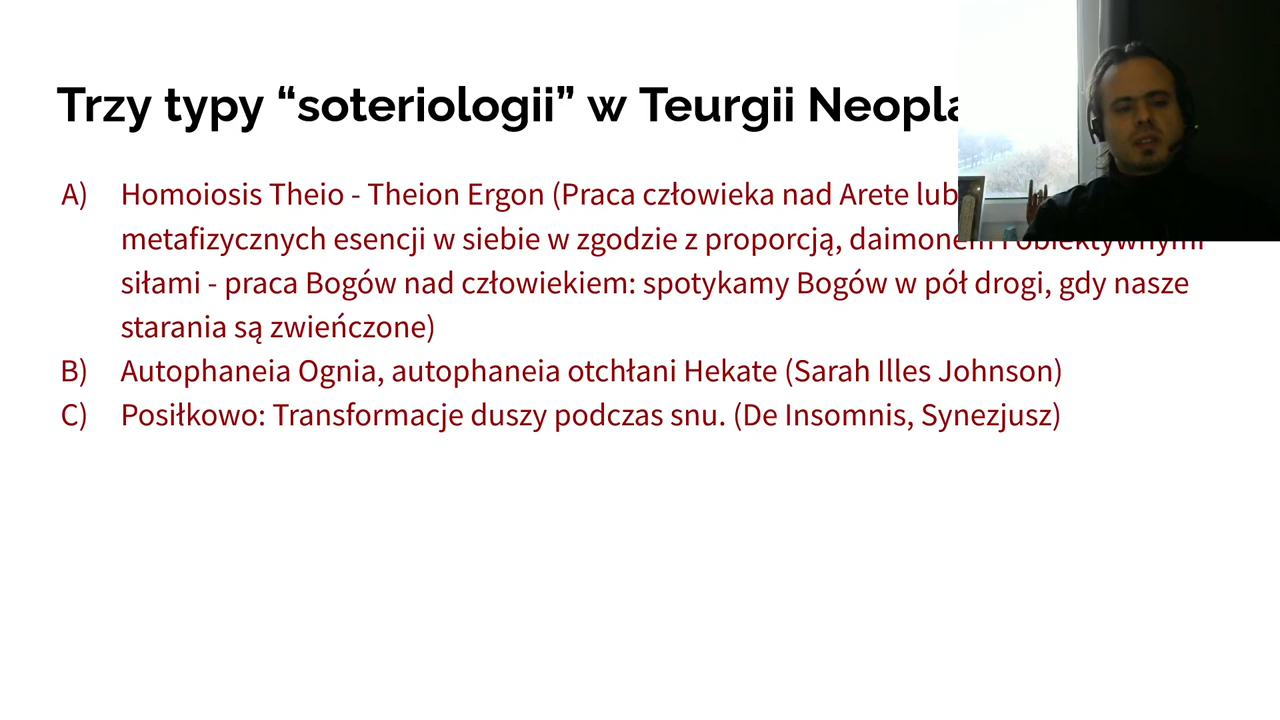 Trzy typy “soteriologii” w Teurgii
A) Homoiosis Theio - Theion Ergon (Praca człowieka nad Arete lub
metafizycznych esencji w siebie w zgodzie z proporcją, daimonem i obiektywnymi
siłami - praca Bogów nad człowiekiem: spotykamy Bogów w pół drogi, gdy nasze
starania są zwieńczone)
B) Autophaneia Ognia, autophaneia otchłani Hekate (Sarah Illes Johnson)
C) Posiłkowo: Transformacje duszy podczas snu. (De Insomnis, Synezjusz)